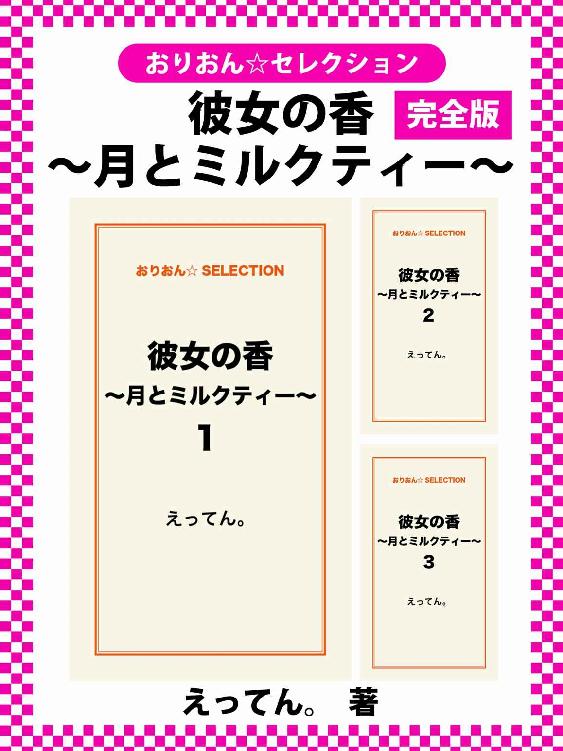 おりおん☆セレクション
彼女の香 完全版
〜月とミルクティー〜
おりおん☆ SELECTION
彼女の香
〜月とミルクティー〜
1
えってん。
おりおん☆ SELECTION
彼女の香
〜月とミルクティー〜
2
えってん。
おりおん☆ SELECTION
彼女の香
〜月とミルクティー〜
3
えってん。
えってん。 著